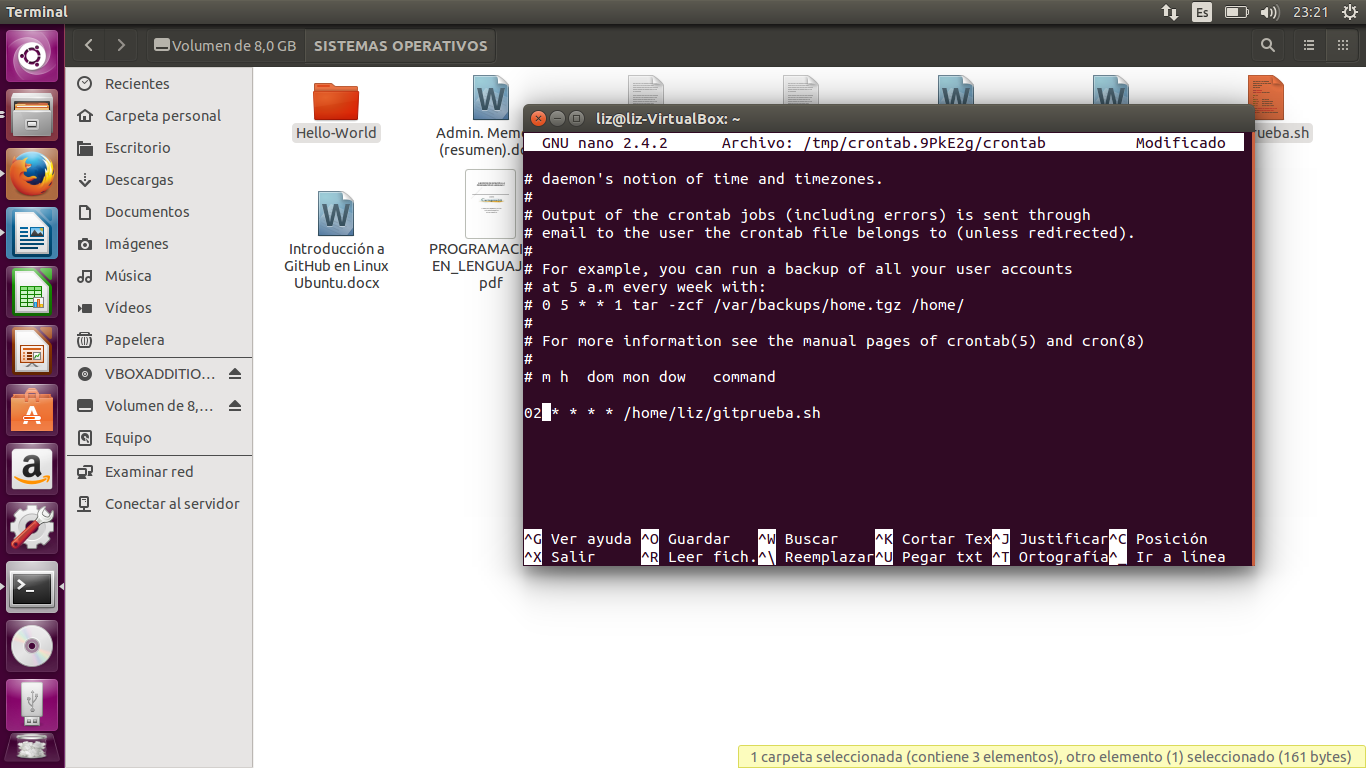 Terminal
Es
23:21
Volumen de 8,0 GB
SISTEMAS OPERATIVOS
Recientes
Carpeta personal
Escritorio
Descargas
Documentos
Imágenes
Música
Vídeos
Papelera
VBOXADDITIO...
Volumen de 8,...
Equipo
Examinar red
Conectar al servidor
Hello-World
Admin. Mem
(resumen).d
ueba.sh
Introducción a
GitHub en Linux
Ubuntu.docx
PROGRAMACI
EN_LENGUAJ
pdf
liz@liz-VirtualBox: ~
GNU nano 2.4.2 Archivo: /tmp/crontab.9PkE2g/crontab Modificado
# daemon's notion of time and timezones.
#
# Output of the crontab jobs (including errors) is sent through
# email to the user the crontab file belongs to (unless redirected).
#
# For example, you can run a backup of all your user accounts
# at 5 a.m every week with:
# 0 5 * * 1 tar -zcf /var/backups/home.tgz /home/
#
# For more information see the manual pages of crontab(5) and cron(8)
#
# m h  dom mon dow   command
02 * * * * /home/liz/gitprueba.sh
^G Ver ayuda ^O Guardar ^W Buscar ^K Cortar Tex^J Justificar^C Posición
^X Salir ^R Leer fich.^\ Reemplazar^U Pegar txt ^T Ortografía^_ Ir a línea
1 carpeta seleccionada (contiene 3 elementos), otro elemento (1) seleccionado (161 bytes)